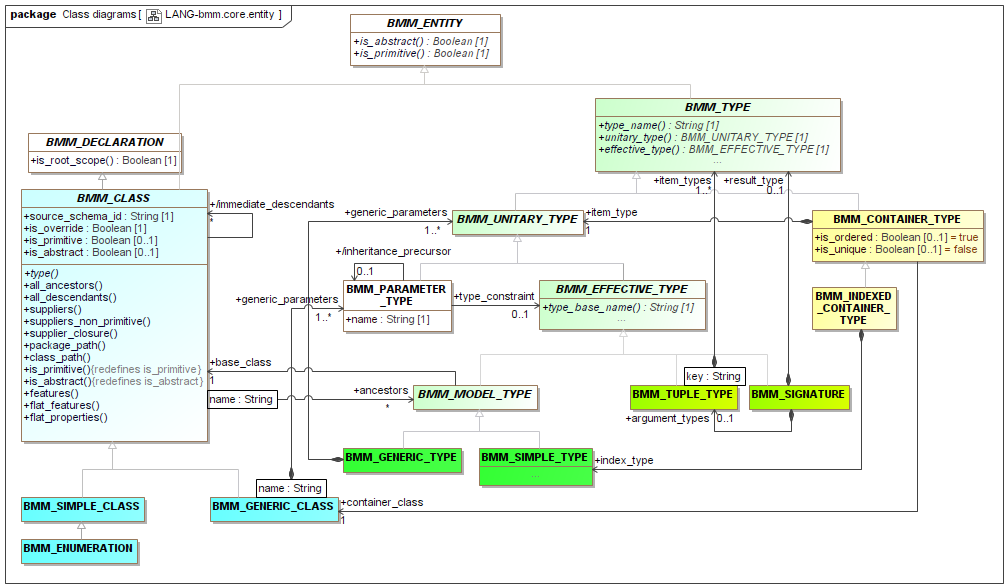 package Class diagrams [ LANG-bmm.core.entity ]
BMM_ENTITY
+is_abstract() : Boolean [1]
+is_primitive() : Boolean [1]
BMM_TYPE
+type_name() : String [1]
+unitary_type() : BMM_UNITARY_TYPE [1]
+effective_type() : BMM_EFFECTIVE_TYPE [1]
...
BMM_DECLARATION
+is_root_scope() : Boolean [1]
+item_types
1..*
+result_type
0..1
BMM_CLASS
+source_schema_id : String [1]
+is_override : Boolean [1]
+is_primitive : Boolean [0..1]
+is_abstract : Boolean [0..1]
+type()
+all_ancestors()
+all_descendants()
+suppliers()
+suppliers_non_primitive()
+supplier_closure()
+package_path()
+class_path()
+is_primitive(){redefines is_primitive}
+is_abstract(){redefines is_abstract}
+features()
+flat_features()
+flat_properties()
+/immediate_descendants
*
+generic_parameters
1..*
BMM_UNITARY_TYPE
+item_type
1
BMM_CONTAINER_TYPE
+is_ordered : Boolean [0..1] = true
+is_unique : Boolean [0..1] = false
+/inheritance_precursor
0..1
+generic_parameters
1..*
BMM_PARAMETER
_TYPE
+name : String [1]
+type_constraint
0..1
BMM_EFFECTIVE_TYPE
+type_base_name() : String [1]
...
BMM_INDEXED
_CONTAINER_
TYPE
+base_class
1
name : String
+ancestors
*
BMM_MODEL_TYPE
key : String
BMM_TUPLE_TYPE
BMM_SIGNATURE
+argument_types
0..1
BMM_GENERIC_TYPE
BMM_SIMPLE_TYPE
...
+index_type
name : String
BMM_SIMPLE_CLASS
BMM_GENERIC_CLASS
+container_class
1
BMM_ENUMERATION